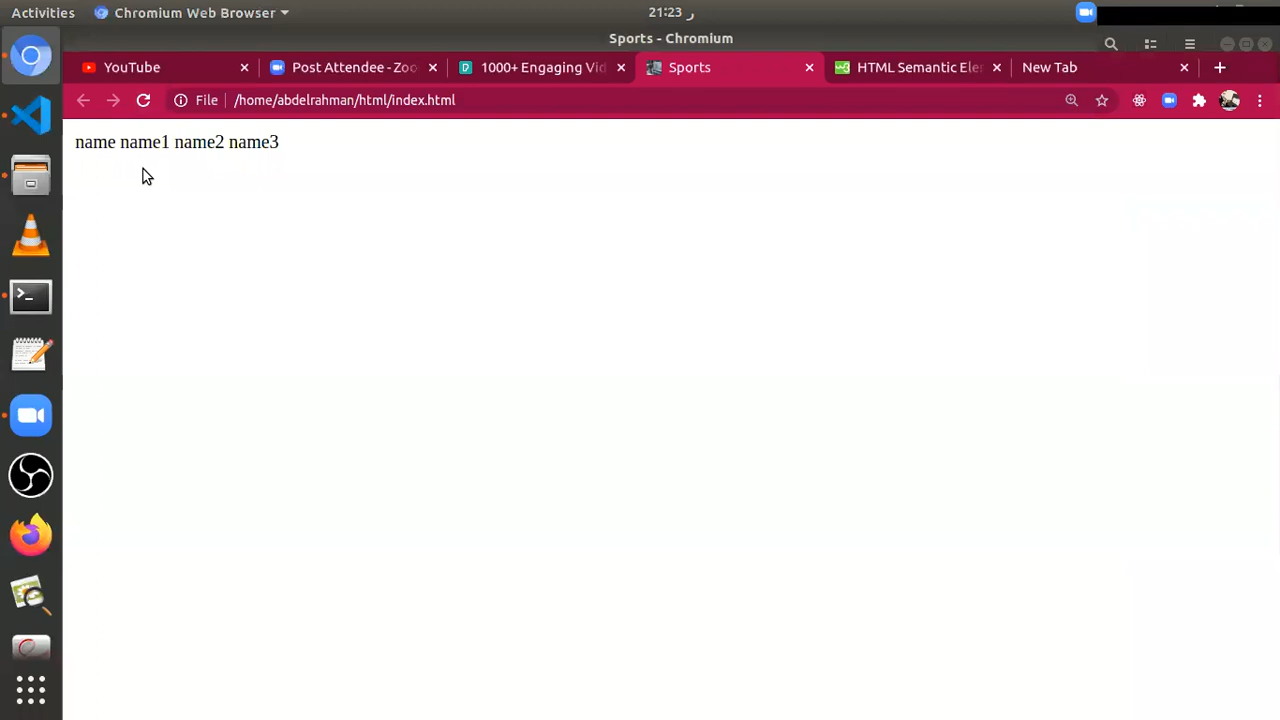 Activities
Chromium Web Browser
21:23 ر
Sports - Chromium
YouTube
Post Attendee - Zoo
1000+ Engaging Vid
Sports
HTML Semantic Ele
New Tab
File
/home/abdelrahman/html/index.html
name name1 name2 name3